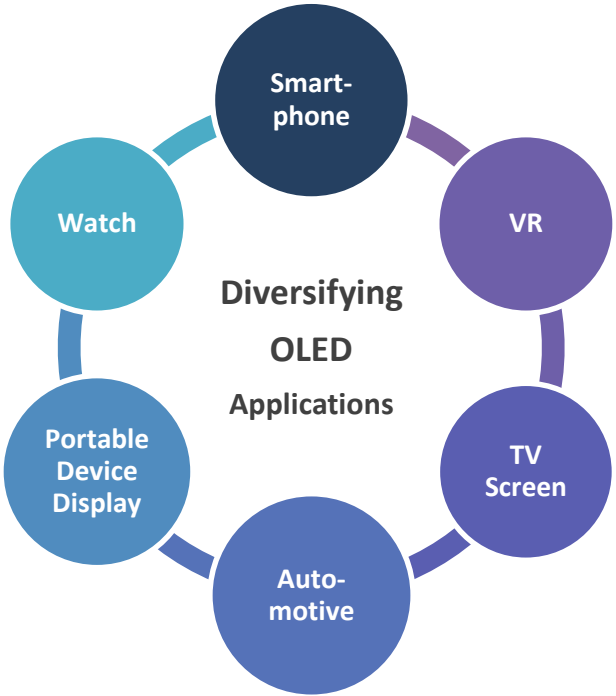 Smart-
phone
VR
TV
Screen
Auto-
motive
Portable
Device
Display
Watch
Diversifying
OLED
Applications